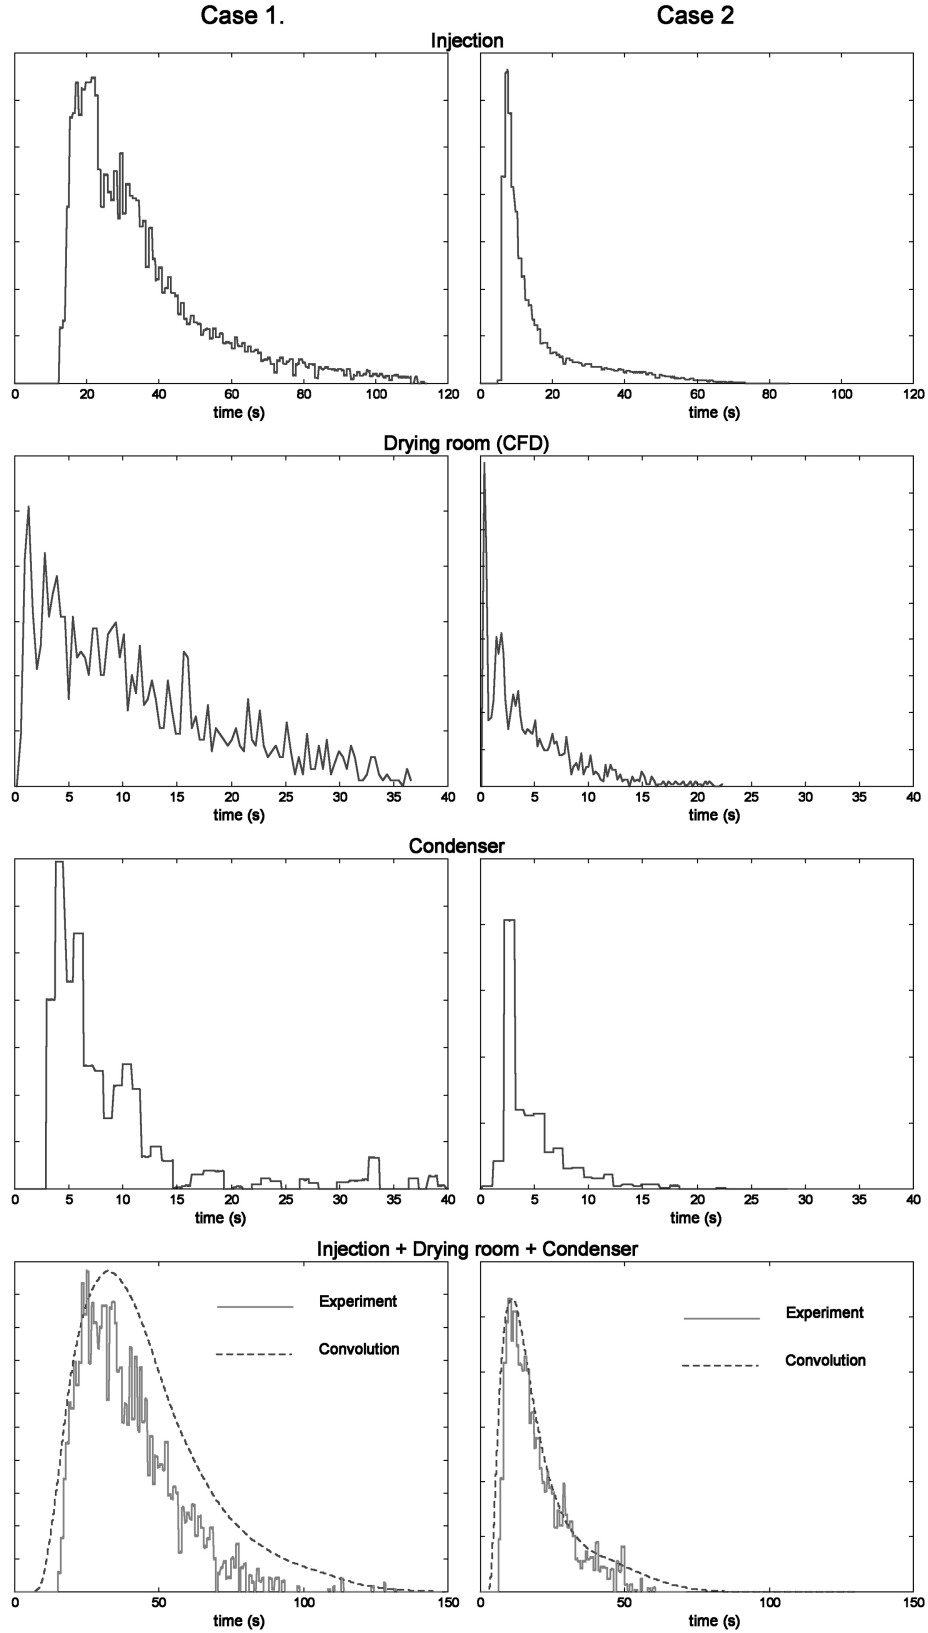 Case 1. Case 2
Injection
0 20 40 60 80 100 120 0 20 40 60 80 100 120
time (s) time (s)
Drying room (CFD)
0 5 10 15 20 25 30 35 40 0 5 10 15 20 25 30 35 40
time (s) time (s)
Condenser
0 5 10 15 20 25 30 35 40 0 5 10 15 20 25 30 35 40
time (s) time (s)
Injection + Drying room + Condenser
Experiment Experiment
Convolution Convolution
0 50 100 150 0 50 100 150
time (s) time (s)